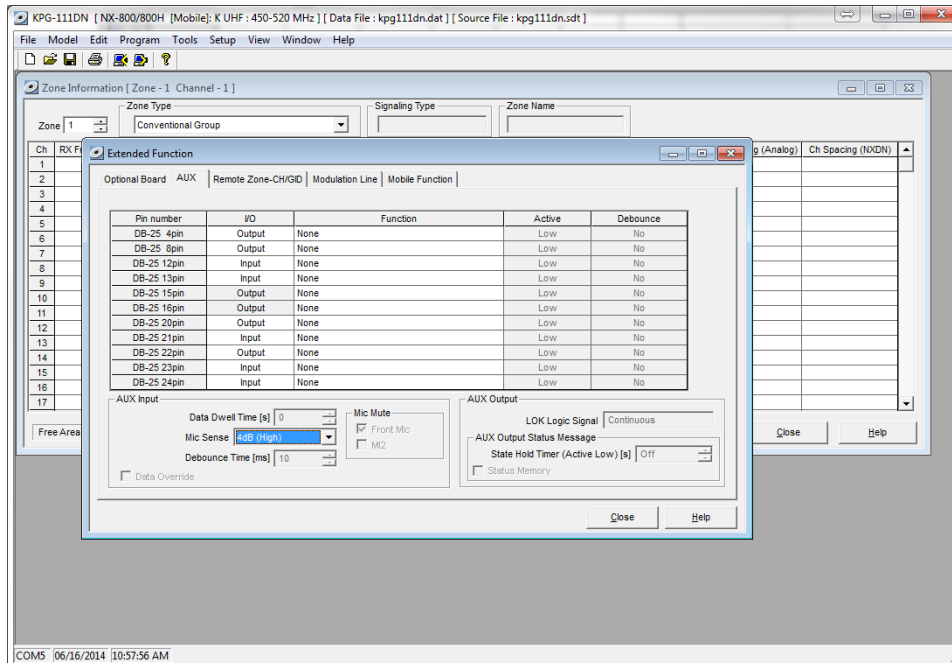 KPG-111DN [ NX-800/800H [Mobile]: K UHF : 450-520 MHz ] [ Data File : kpg111dn.dat ] [ Source File : kpg111dn.sdt ]
File Model Edit Program Tools Setup View Window Help
Zone Information [ Zone - 1 Channel - 1 ]
Zone 1
Zone Type
Conventional Group
Signaling Type
Zone Name
Ch RX Fr g (Analog) Ch Spacing (NXDN)
1
2
3
4
5
6
7
8
9
10
11
12
13
14
15
16
17
Free Area
Close Help
Extended Function
Optional Board AUX Remote Zone-CH/GID Modulation Line Mobile Function
Pin number I/O Function Active Debounce
DB-25 4pin Output None Low No
DB-25 8pin Output None Low No
DB-25 12pin Input None Low No
DB-25 13pin Input None Low No
DB-25 15pin Output None Low No
DB-25 16pin Output None Low No
DB-25 20pin Output None Low No
DB-25 21pin Input None Low No
DB-25 22pin Output None Low No
DB-25 23pin Input None Low No
DB-25 24pin Input None Low No
AUX Input
Data Dwell Time [s] 0
Mic Sense 4dB (High)
Debounce Time [ms] 10
Data Override
Mic Mute
Front Mic
MI2
AUX Output
LOK Logic Signal Continuous
AUX Output Status Message
State Hold Timer (Active Low) [s] Off
Status Memory
Close Help
COM5 06/16/2014 10:57:56 AM